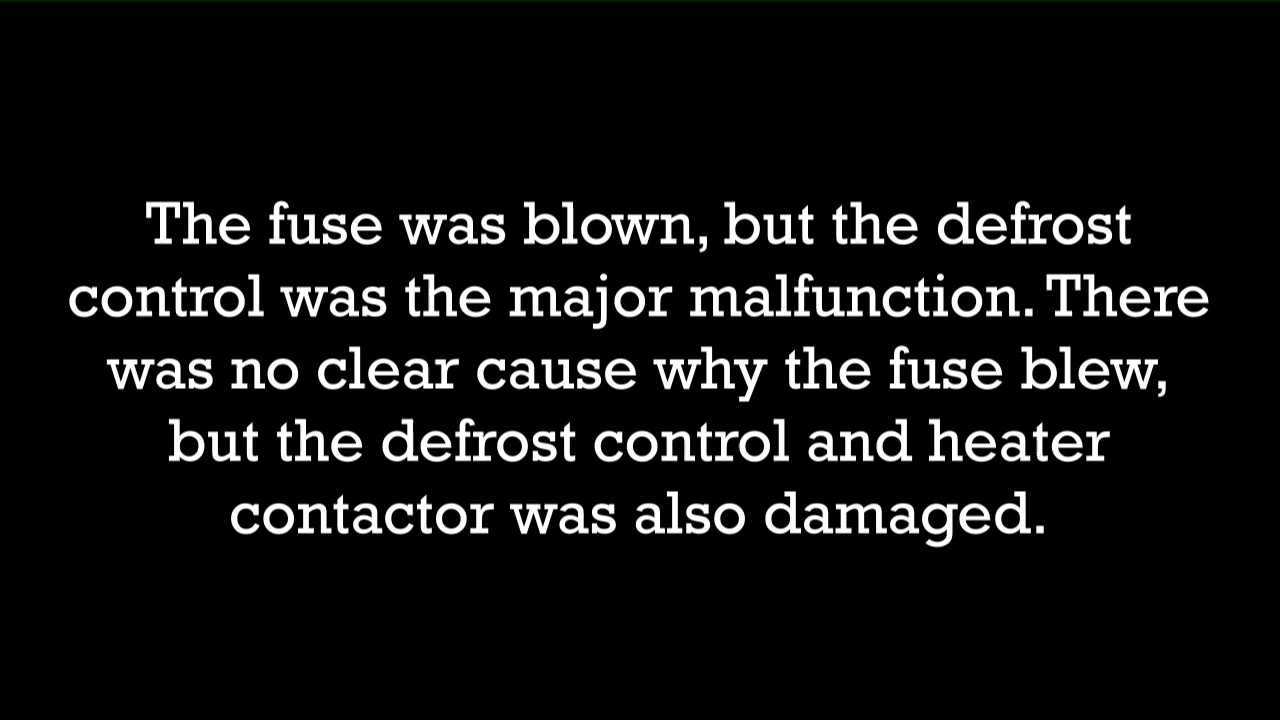 The fuse was blown, but the defrost
control was the major malfunction. There
was no clear cause why the fuse blew,
but the defrost control and heater
contactor was also damaged.